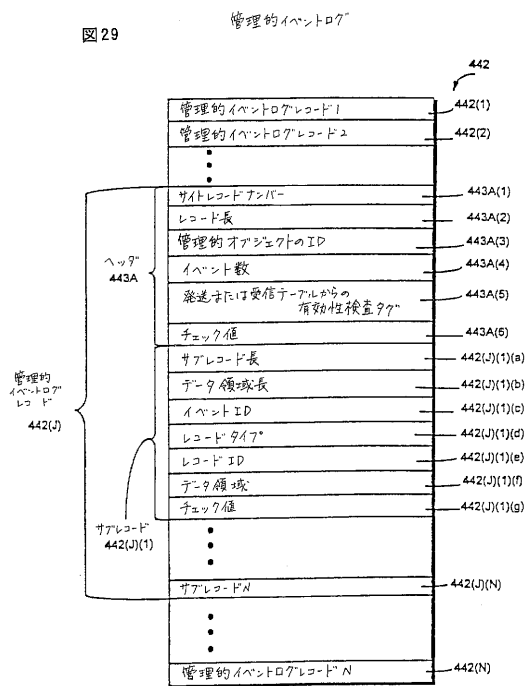 図29
管理的イベントログ
442
管理的イベントログレコード1
442(1)
管理的イベントログレコード2
442(2)
サイトレコードナンバー
443A(1)
レコード長
443A(2)
管理的オブジェクトのID
443A(3)
イベント数
443A(4)
発送または受信テーブルからの
有効性検査タグ
443A(5)
チェック値
443A(6)
ヘッダ
443A
サブレコード長
442(J)(1)(a)
データ領域長
442(J)(1)(b)
イベントID
442(J)(1)(c)
レコードタイプ
442(J)(1)(d)
レコードID
442(J)(1)(e)
データ領域
442(J)(1)(f)
チェック値
442(J)(1)(g)
管理的
イベントログ
レコード
442(J)
サブレコード
442(J)(1)
サブレコードN
442(J)(N)
管理的イベントログレコードN
442(N)